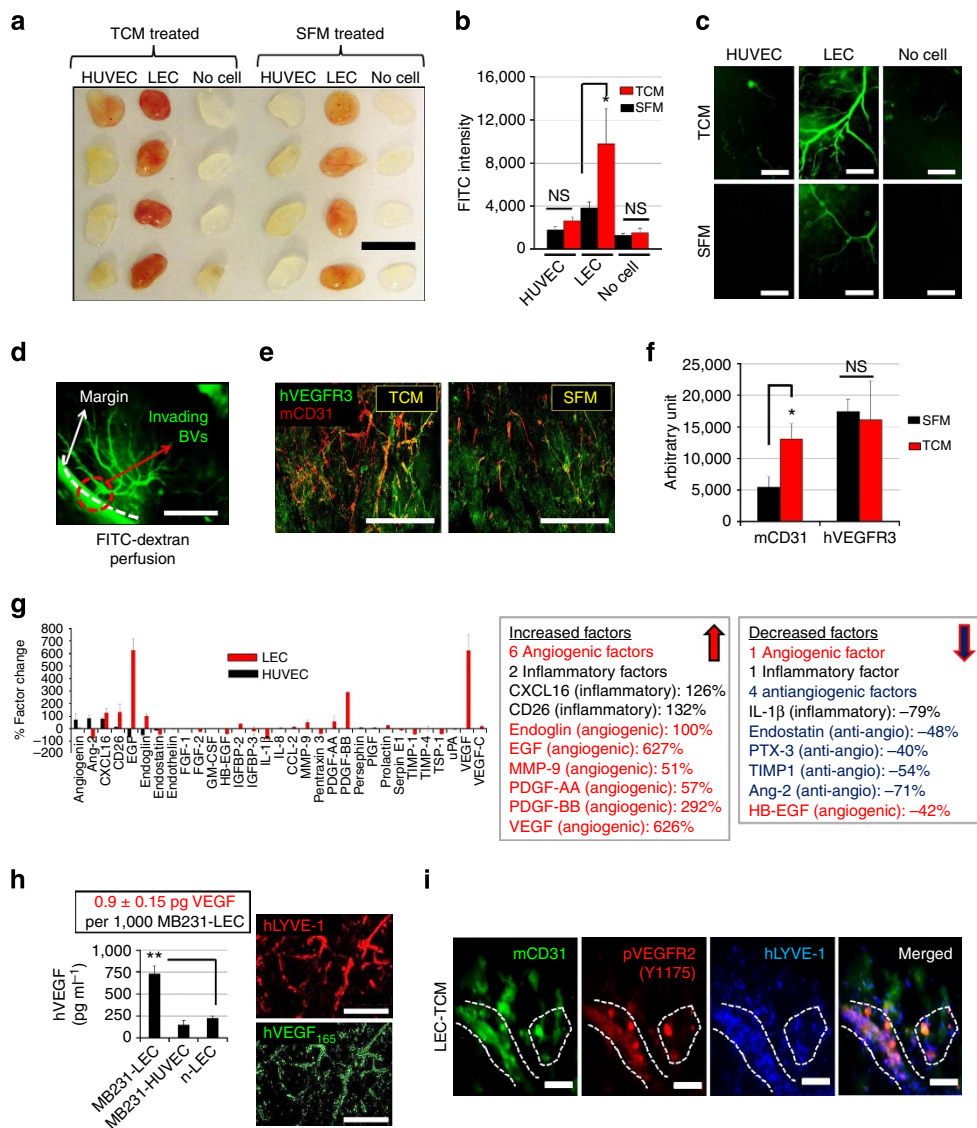 a
TCM treated
SFM treated
HUVEC LEC No cell HUVEC LEC No cell
b
16,000
12,000
8,000
4,000
0
FITC intensity
TCM
SFM
*
NS
NS
HUVEC
LEC
No cell
c
HUVEC LEC No cell
TCM
SFM
d
Margin
Invading
BVs
FITC-dextran
perfusion
e
hVEGFR3
mCD31
TCM
SFM
f
25,000
20,000
15,000
10,000
5,000
0
Arbitratry unit
*
NS
SFM
TCM
mCD31
hVEGFR3
g
800
700
600
500
400
300
200
100
0
−100
−200
% Factor change
LEC
HUVEC
Angiogenin
Ang-2
CXCL16
CD26
EGF
Endoglin
Endostatin
Endothelin
FGF-1
FGF-2
GM-CSF
HB-EGF
IGFBP-2
IGFBP-3
IL-1β
IL-8
CCL-2
MMP-9
Pentraxin 3
PDGF-AA
PDGF-BB
Persephin
PIGF
Prolactin
Serpin E1
TIMP-1
TIMP-4
TSP-1
uPA
VEGF
VEGF-C
Increased factors
6 Angiogenic factors
2 Inflammatory factors
CXCL16 (inflammatory): 126%
CD26 (inflammatory): 132%
Endoglin (angiogenic): 100%
EGF (angiogenic): 627%
MMP-9 (angiogenic): 51%
PDGF-AA (angiogenic): 57%
PDGF-BB (angiogenic): 292%
VEGF (angiogenic): 626%
Decreased factors
1 Angiogenic factor
1 Inflammatory factor
4 antiangiogenic factors
IL-1β (inflammatory): −79%
Endostatin (anti-angio): −48%
PTX-3 (anti-angio): −40%
TIMP1 (anti-angio): −54%
Ang-2 (anti-angio): −71%
HB-EGF (angiogenic): −42%
h
0.9 ± 0.15 pg VEGF
per 1,000 MB231-LEC
1,000
750
500
250
0
hVEGF
(pg ml⁻¹)
**
MB231-LEC
MB231-HUVEC
n-LEC
hLYVE-1
hVEGF₁₆₅
i
LEC-TCM
mCD31
pVEGFR2
(Y1175)
hLYVE-1
Merged